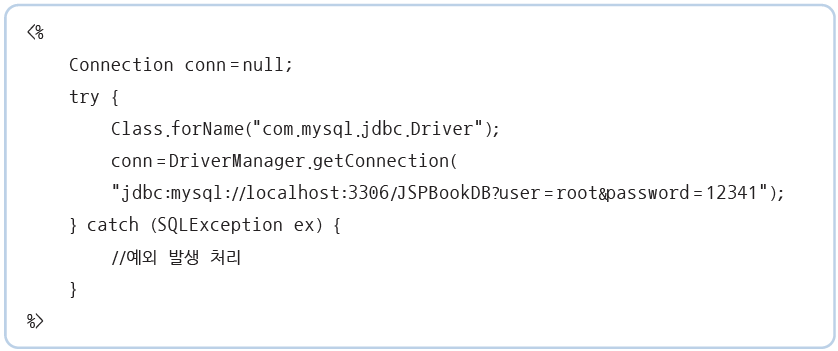 <%
Connection conn=null;
try {
Class.forName("com.mysql.jdbc.Driver");
conn=DriverManager.getConnection(
"jdbc:mysql://localhost:3306/JSPBookDB?user=root&password=12341");
} catch (SQLException ex) {
//예외 발생 처리
}
%>